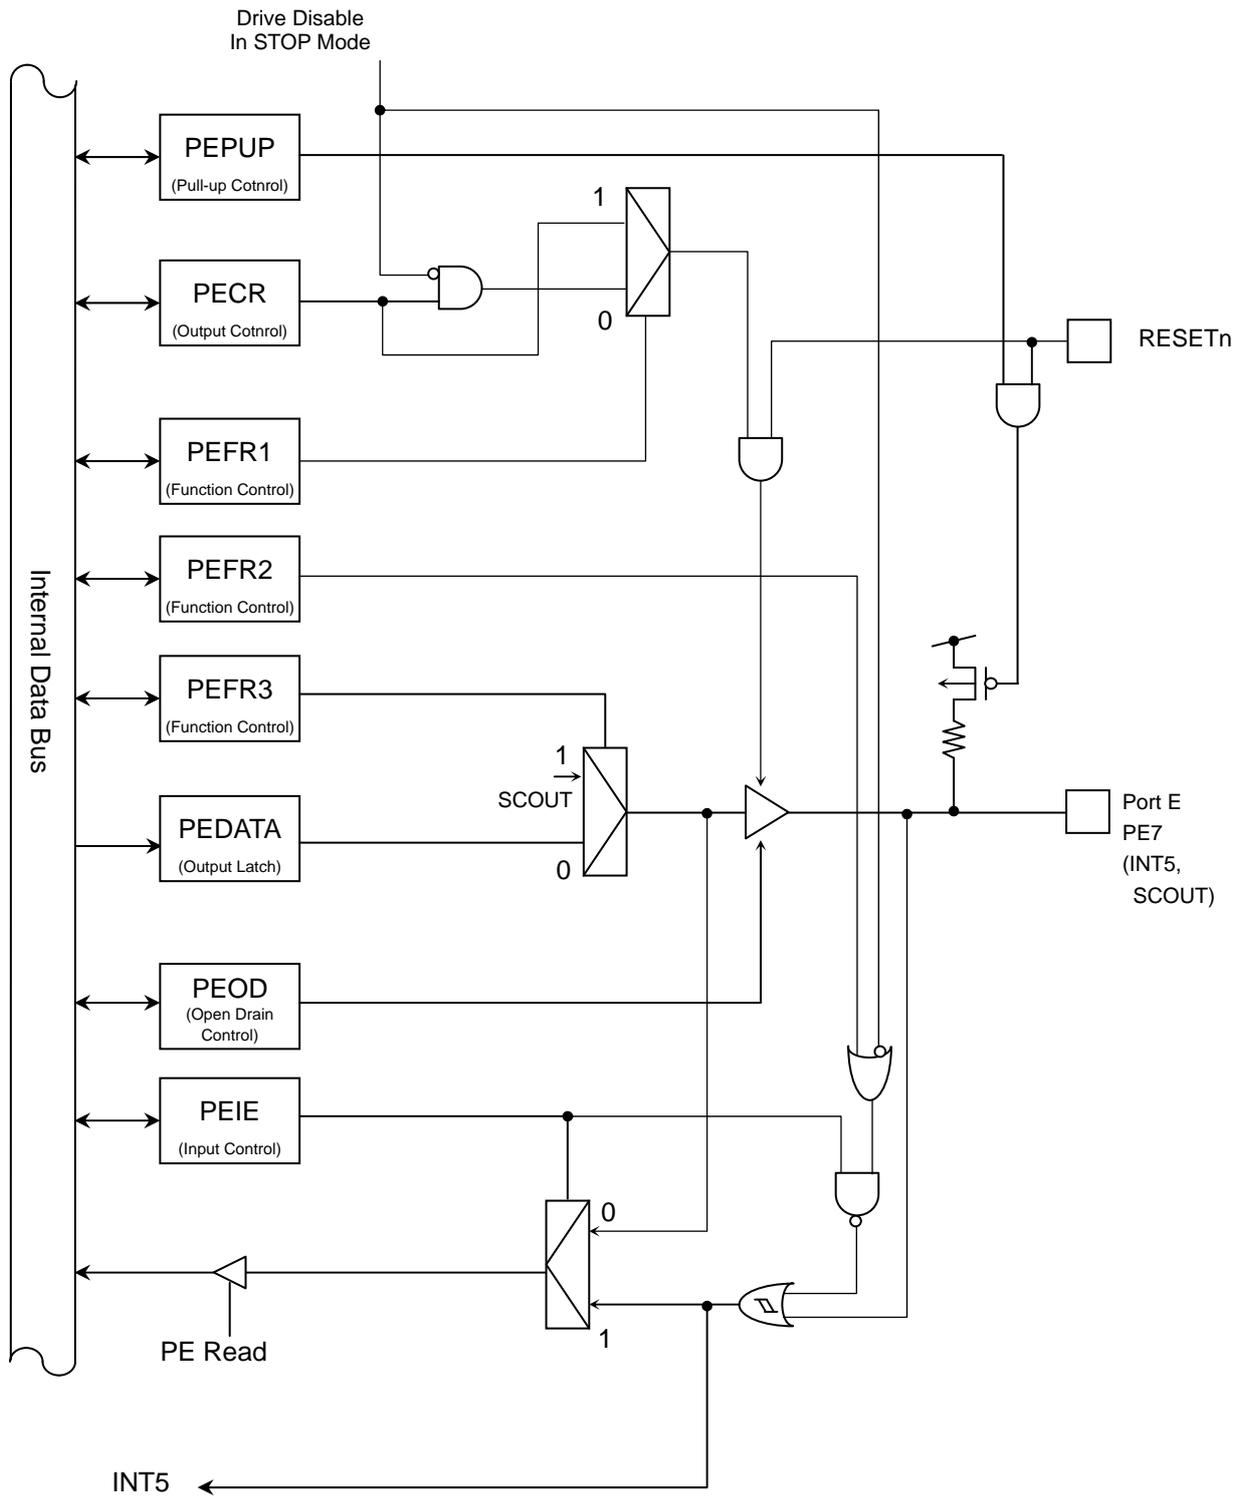 Drive Disable
In STOP Mode
PEPUP
(Pull-up Cotnrol)
1
PECR
(Output Cotnrol)
0
RESETn
PEFR1
(Function Control)
PEFR2
(Function Control)
Internal Data Bus
PEFR3
(Function Control)
1
SCOUT
PEDATA
(Output Latch)
0
Port E
PE7
(INT5,
SCOUT)
PEOD
(Open Drain
Control)
PEIE
(Input Control)
0
1
PE Read
INT5